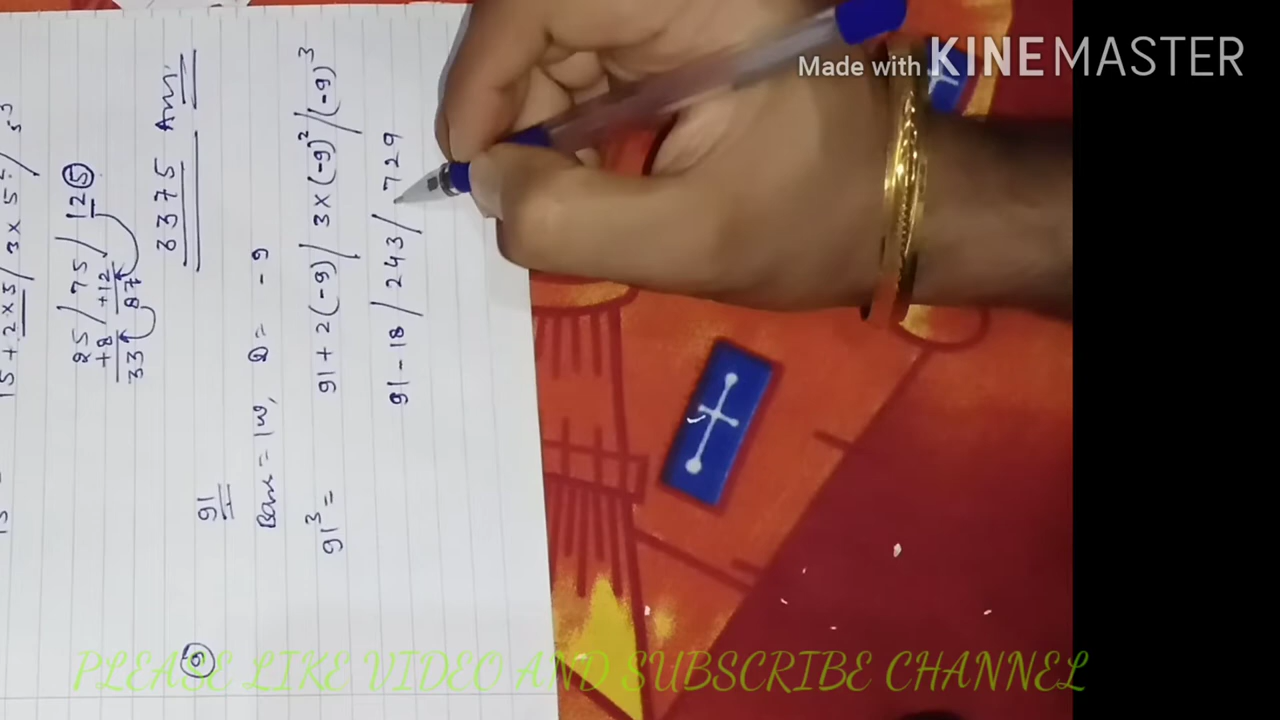 15 + 2×5 / 3×5² / 5³
25 / 75 / 125
+8 / +12
33 87
3375 Ans.
91
Base = 100, D = -9
91³ = 91 + 2(-9) / 3×(-9)² / (-9)³
91 - 18 / 243 / 729
Made with KINEMASTER
PLEASE LIKE VIDEO AND SUBSCRIBE CHANNEL